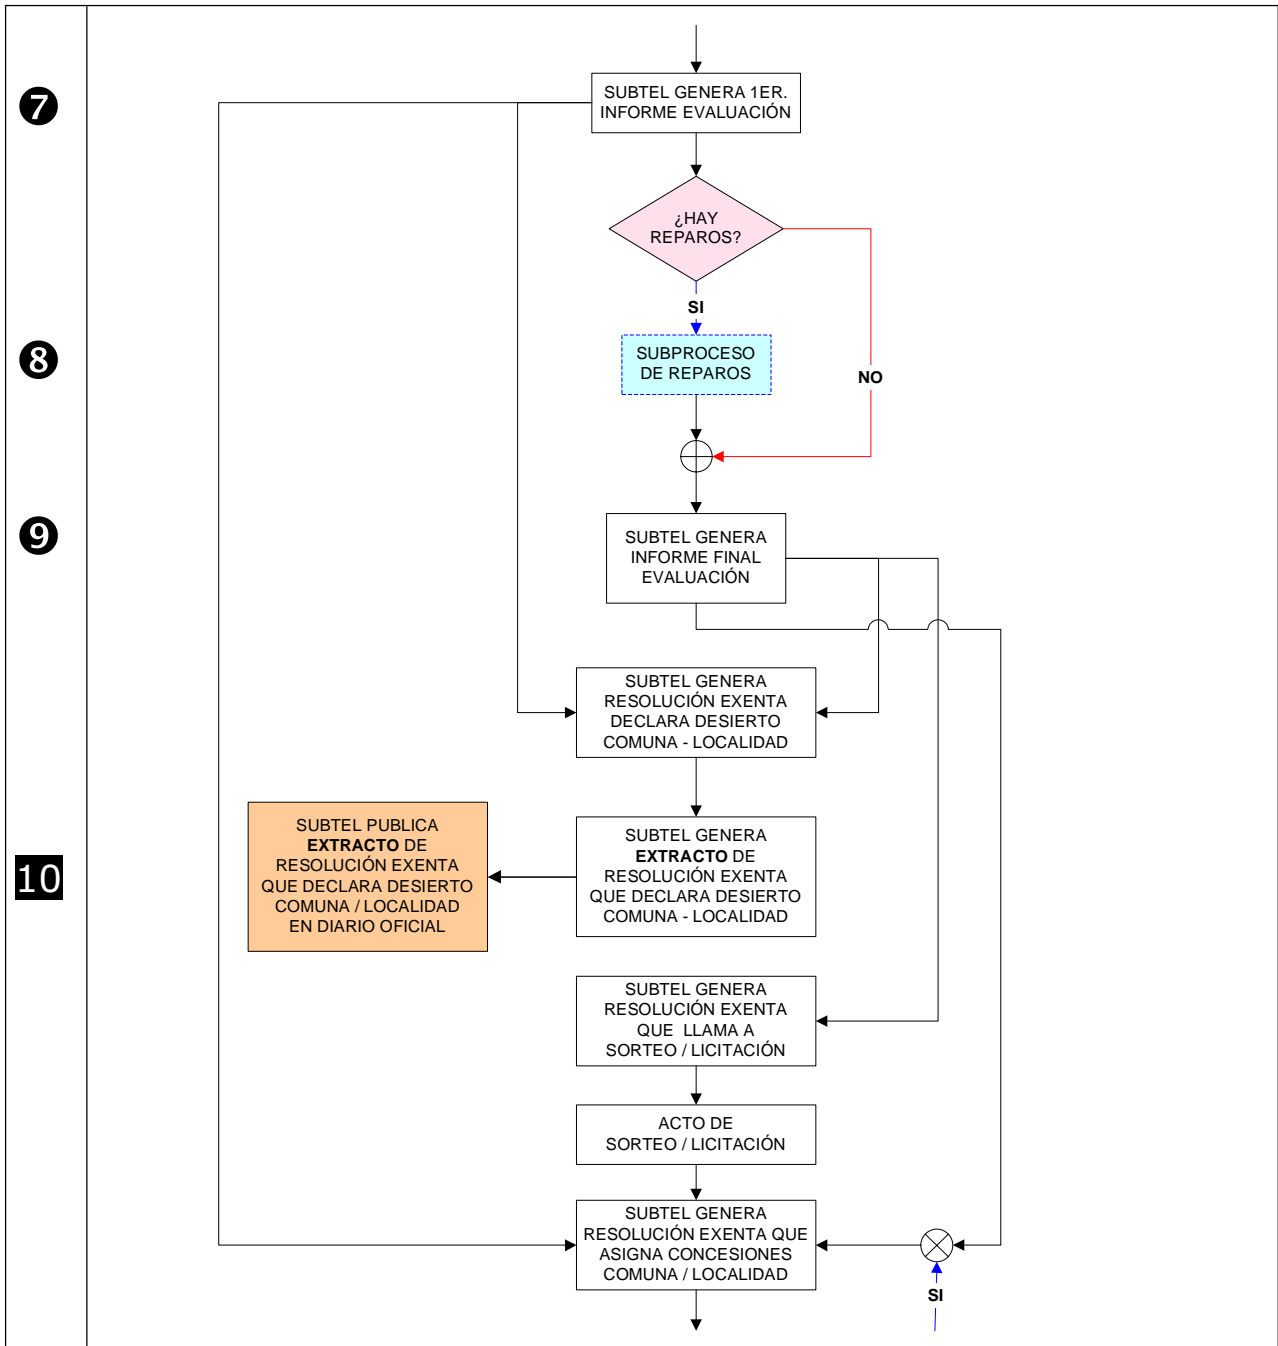 7
SUBTEL GENERA 1ER.
INFORME EVALUACIÓN
¿HAY
REPAROS?
SI
8
SUBPROCESO
DE REPAROS
NO
9
SUBTEL GENERA
INFORME FINAL
EVALUACIÓN
SUBTEL GENERA
RESOLUCIÓN EXENTA
DECLARA DESIERTO
COMUNA - LOCALIDAD
10
SUBTEL PUBLICA
EXTRACTO DE
RESOLUCIÓN EXENTA
QUE DECLARA DESIERTO
COMUNA / LOCALIDAD
EN DIARIO OFICIAL
SUBTEL GENERA
EXTRACTO DE
RESOLUCIÓN EXENTA
QUE DECLARA DESIERTO
COMUNA - LOCALIDAD
SUBTEL GENERA
RESOLUCIÓN EXENTA
QUE LLAMA A
SORTEO / LICITACIÓN
ACTO DE
SORTEO / LICITACIÓN
SUBTEL GENERA
RESOLUCIÓN EXENTA QUE
ASIGNA CONCESIONES
COMUNA / LOCALIDAD
SI